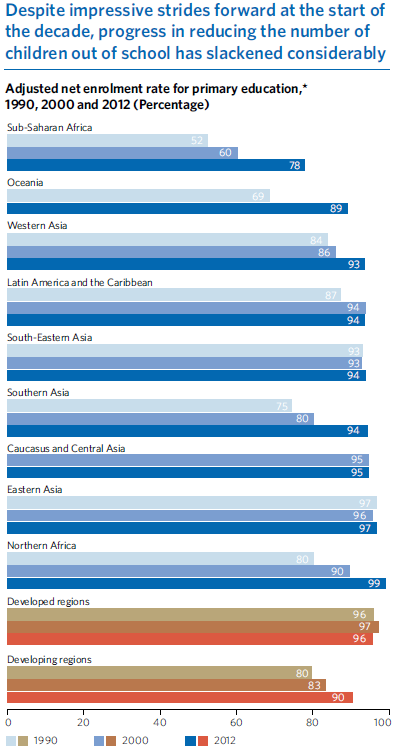 Despite impressive strides forward at the start of
the decade, progress in reducing the number of
children out of school has slackened considerably
Adjusted net enrolment rate for primary education,*
1990, 2000 and 2012 (Percentage)
Sub-Saharan Africa
52
60
78
Oceania
69
89
Western Asia
84
86
93
Latin America and the Caribbean
87
94
94
South-Eastern Asia
93
93
94
Southern Asia
75
80
94
Caucasus and Central Asia
95
95
Eastern Asia
97
96
97
Northern Africa
80
90
99
Developed regions
96
97
96
Developing regions
80
83
90
0 20 40 60 80 100
1990 2000 2012